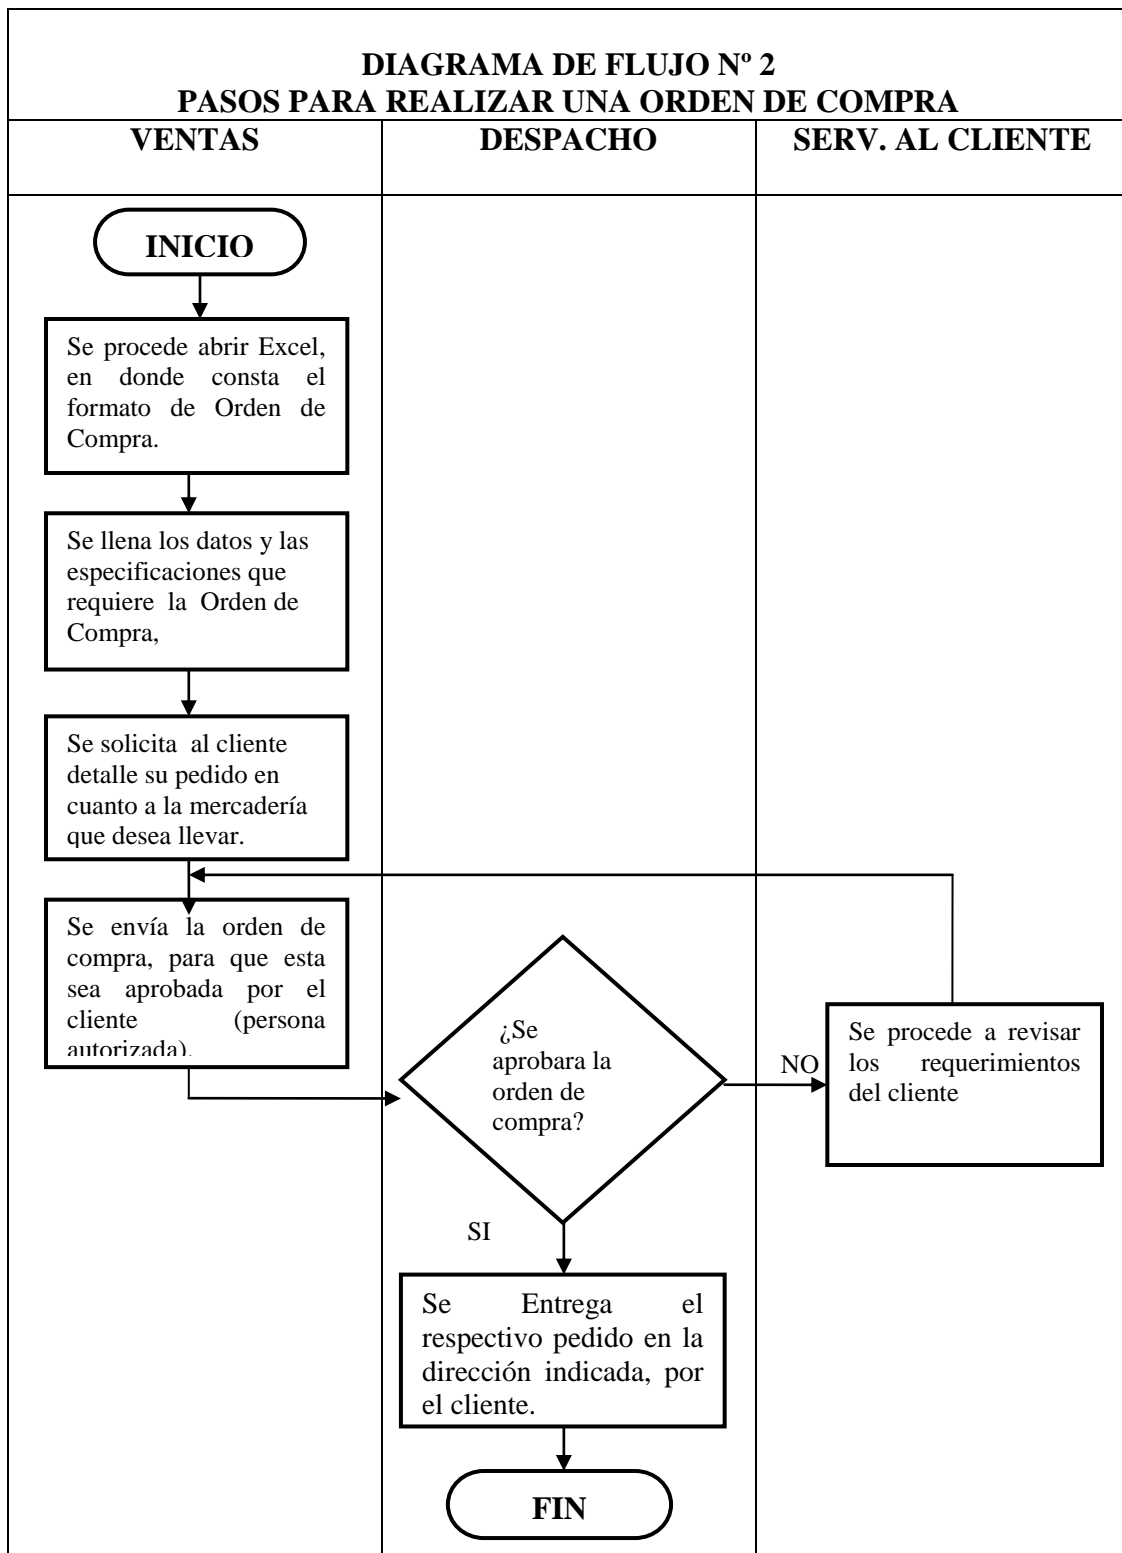 DIAGRAMA DE FLUJO Nº 2
PASOS PARA REALIZAR UNA ORDEN DE COMPRA
VENTAS
DESPACHO
SERV. AL CLIENTE
INICIO
Se procede abrir Excel,
en donde consta el
formato de Orden de
Compra.
Se llena los datos y las
especificaciones que
requiere la Orden de
Compra,
Se solicita al cliente
detalle su pedido en
cuanto a la mercadería
que desea llevar.
Se envía la orden de
compra, para que esta
sea aprobada por el
cliente (persona
autorizada).
¿Se
aprobara la
orden de
compra?
NO
Se procede a revisar
los requerimientos
del cliente
SI
Se Entrega el
respectivo pedido en la
dirección indicada, por
el cliente.
FIN